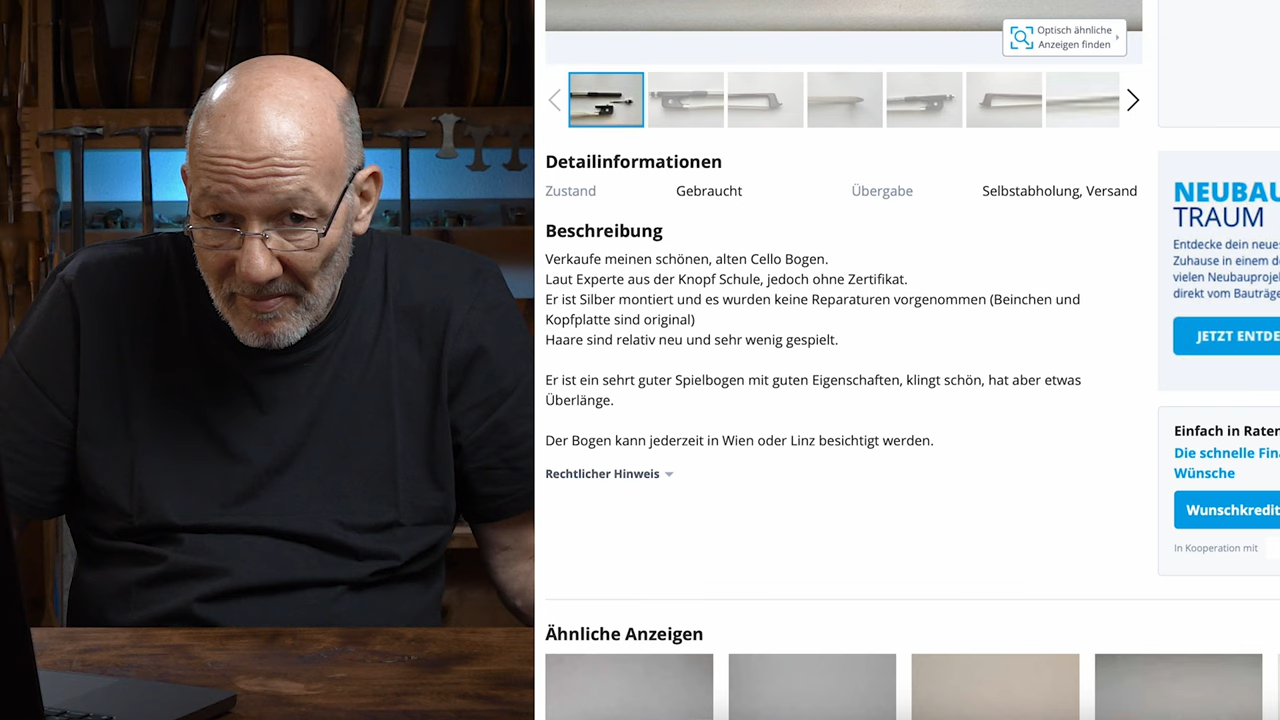 Optisch ähnliche
Anzeigen finden
Detailinformationen
Zustand Gebraucht Übergabe Selbstabholung, Versand
Beschreibung
Verkaufe meinen schönen, alten Cello Bogen.
Laut Experte aus der Knopf Schule, jedoch ohne Zertifikat.
Er ist Silber montiert und es wurden keine Reparaturen vorgenommen (Beinchen und
Kopfplatte sind original)
Haare sind relativ neu und sehr wenig gespielt.
Er ist ein sehrt guter Spielbogen mit guten Eigenschaften, klingt schön, hat aber etwas
Überlänge.
Der Bogen kann jederzeit in Wien oder Linz besichtigt werden.
Rechtlicher Hinweis
Ähnliche Anzeigen
NEUBAU
TRAUM
Entdecke dein neues
Zuhause in einem de
vielen Neubauproje
direkt vom Bauträge
JETZT ENTDE
Einfach in Raten
Die schnelle Fin
Wünsche
Wunschkredit
In Kooperation mit